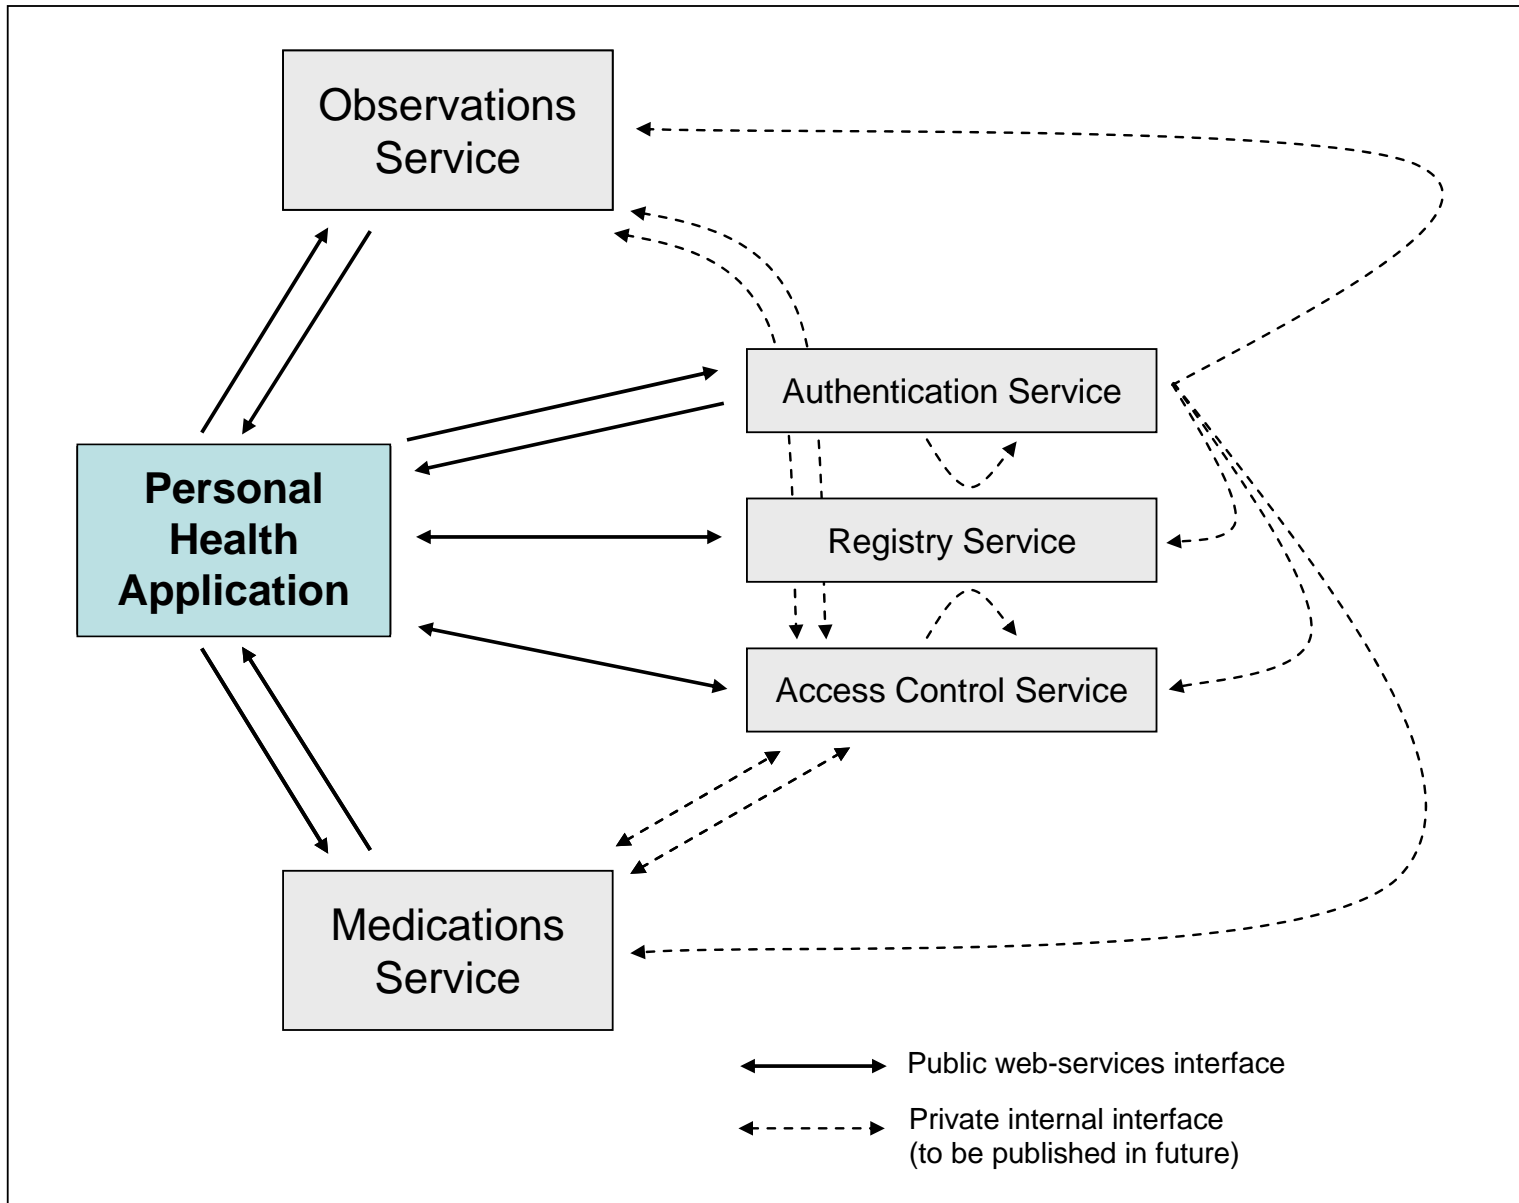 Observations
Service
Authentication Service
Personal
Health
Application
Registry Service
Access Control Service
Medications
Service
Public web-services interface
Private internal interface
(to be published in future)